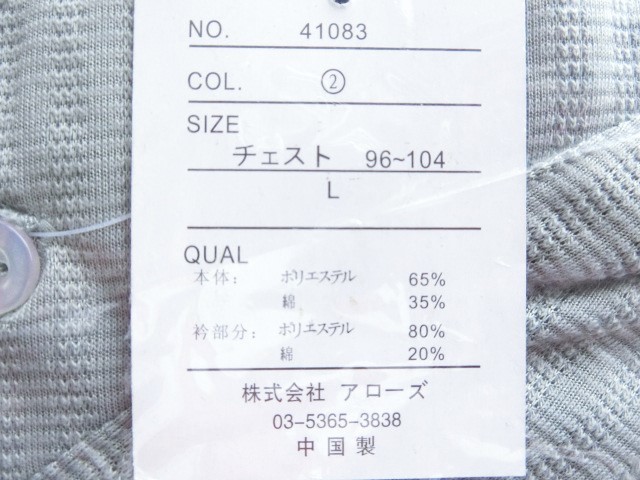 NO. 41083
COL. ②
SIZE
チェスト 96~104
L
QUAL
本体: ポリエステル 65%
綿 35%
衿部分: ポリエステル 80%
綿 20%
株式会社 アローズ
03-5365-3838
中国製